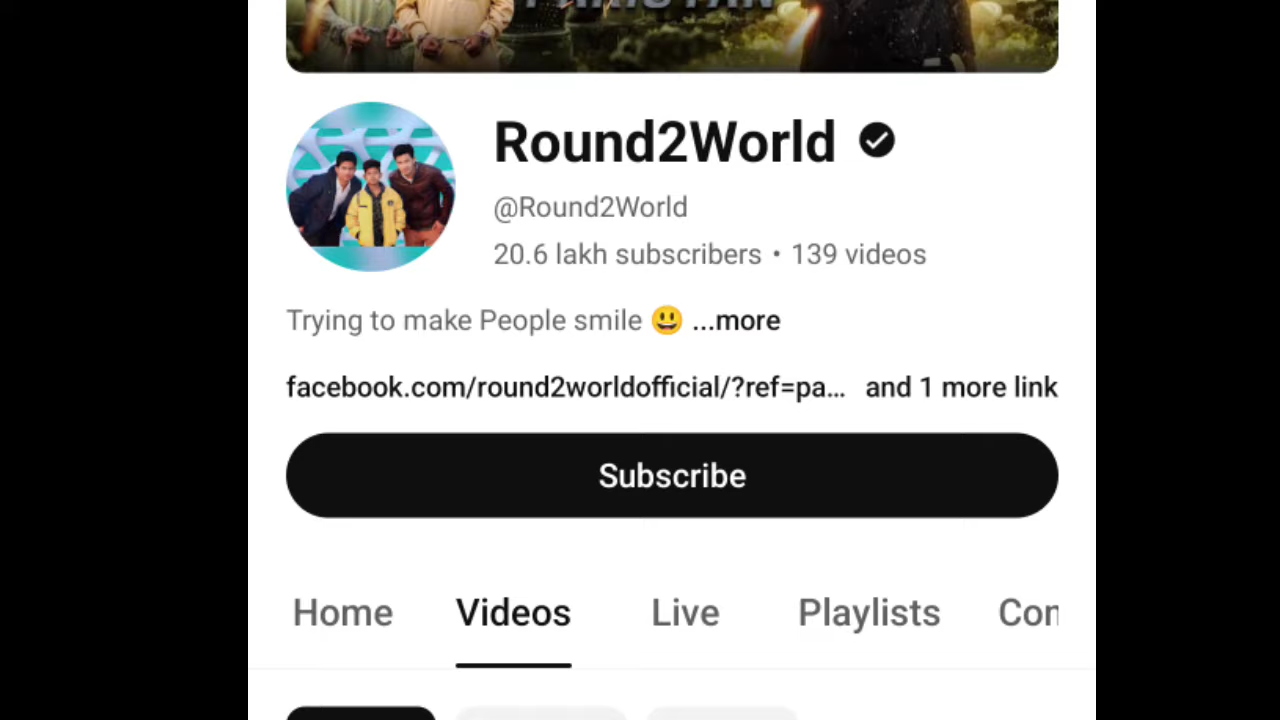 Round2World
@Round2World
20.6 lakh subscribers • 139 videos
Trying to make People smile 😃 ...more
facebook.com/round2worldofficial/?ref=pa... and 1 more link
Subscribe
Home Videos Live Playlists Con